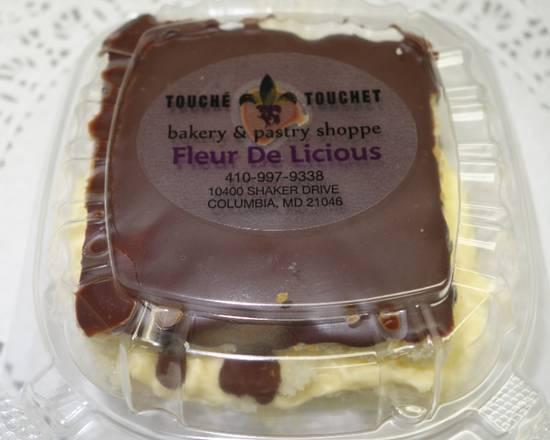 TOUCHÉ TOUCHET
bakery & pastry shoppe
Fleur De Licious
410-997-9338
10400 SHAKER DRIVE
COLUMBIA, MD 21046